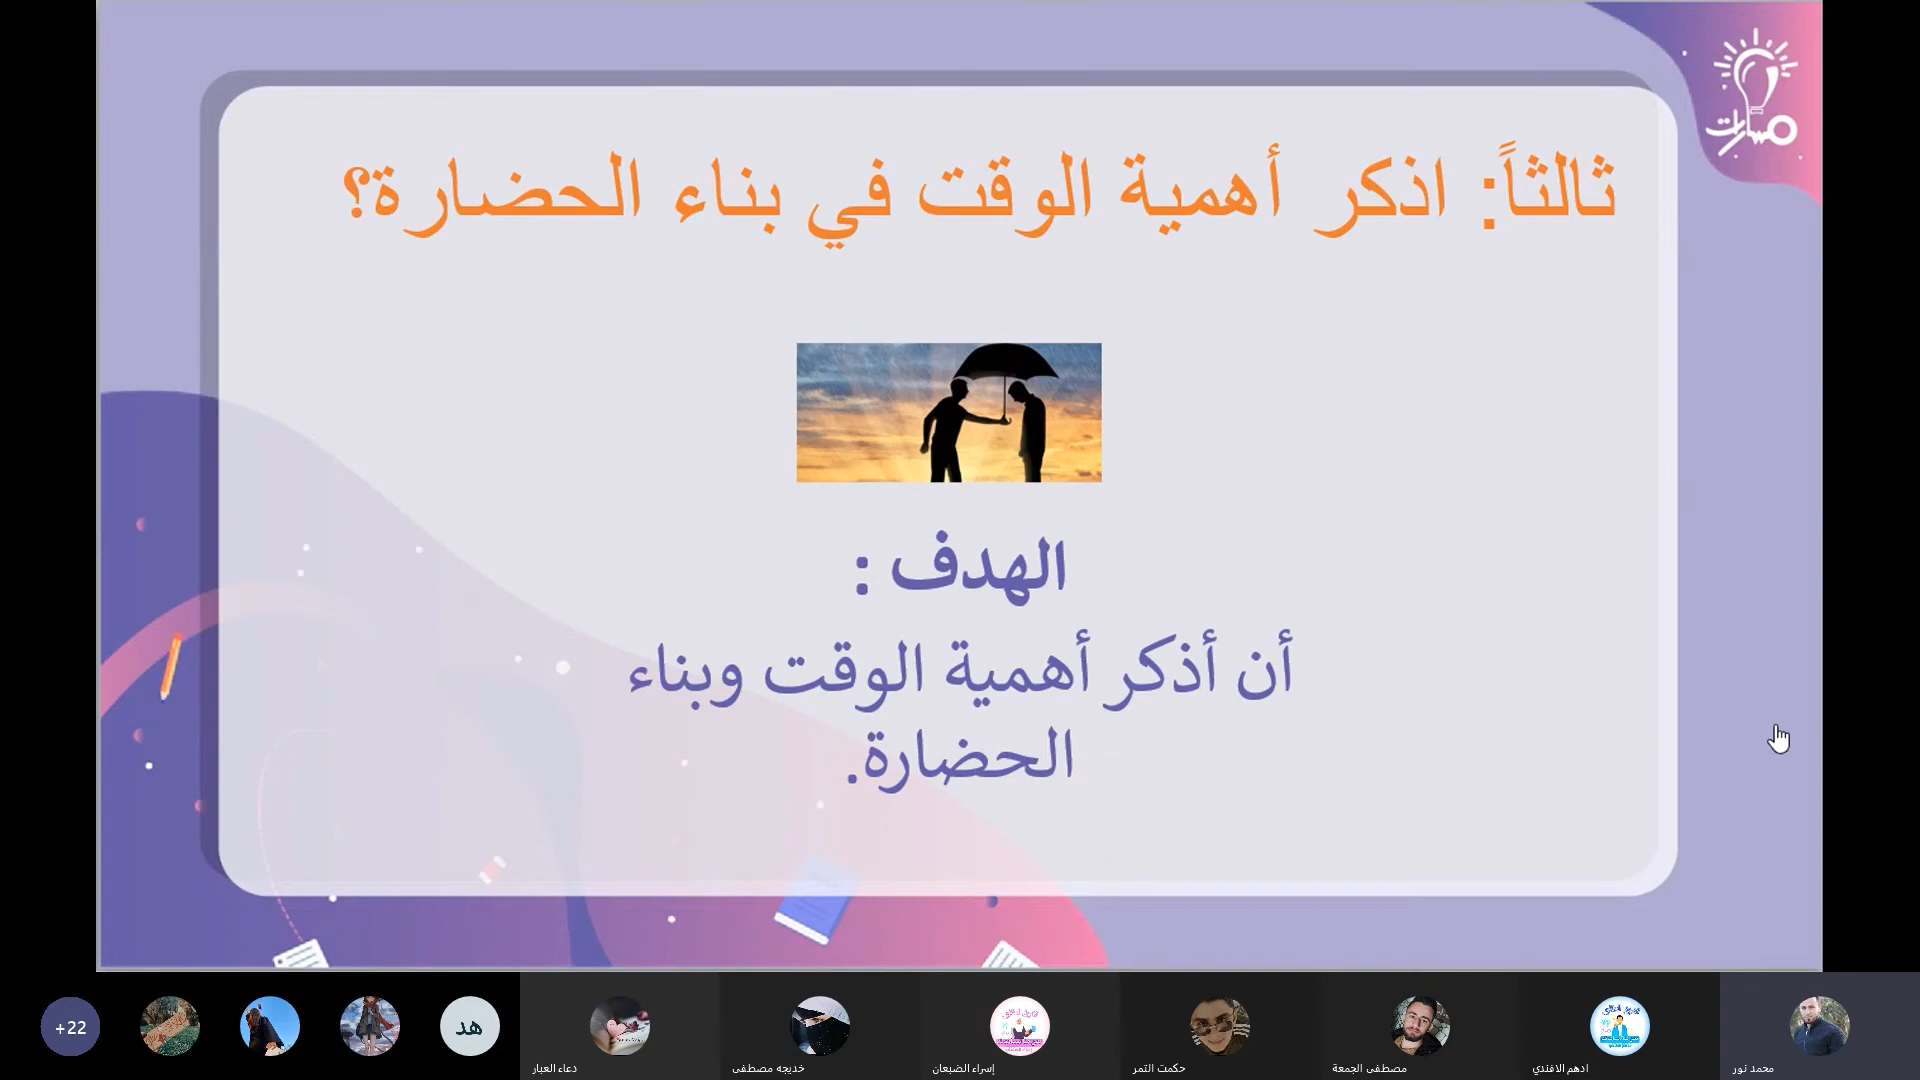 مسارات
ثالثاً: اذكر أهمية الوقت في بناء الحضارة؟
الهدف :
أن أذكر أهمية الوقت وبناء
الحضارة.
+22
هد
دعاء العبار
خديجه مصطفى
إسراء الضبعان
حكمت التمر
مصطفى الجمعة
ادهم الافندي
محمد نور